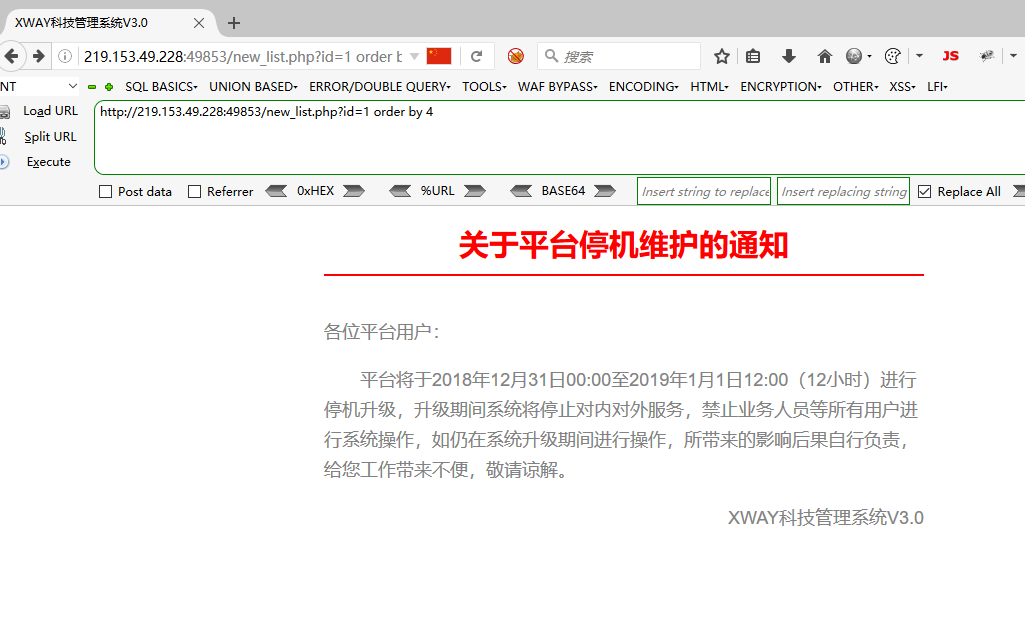 XWAY科技管理系统V3.0
219.153.49.228:49853/new_list.php?id=1 order b
搜索
JS
NT
SQL BASICS
UNION BASED
ERROR/DOUBLE QUERY
TOOLS
WAF BYPASS
ENCODING
HTML
ENCRYPTION
OTHER
XSS
LFI
Load URL
http://219.153.49.228:49853/new_list.php?id=1 order by 4
Split URL
Execute
Post data
Referrer
0xHEX
%URL
BASE64
Insert string to replace
Insert replacing string
Replace All
关于平台停机维护的通知
各位平台用户：
平台将于2018年12月31日00:00至2019年1月1日12:00（12小时）进行
停机升级，升级期间系统将停止对内对外服务，禁止业务人员等所有用户进
行系统操作，如仍在系统升级期间进行操作，所带来的影响后果自行负责，
给您工作带来不便，敬请谅解。
XWAY科技管理系统V3.0